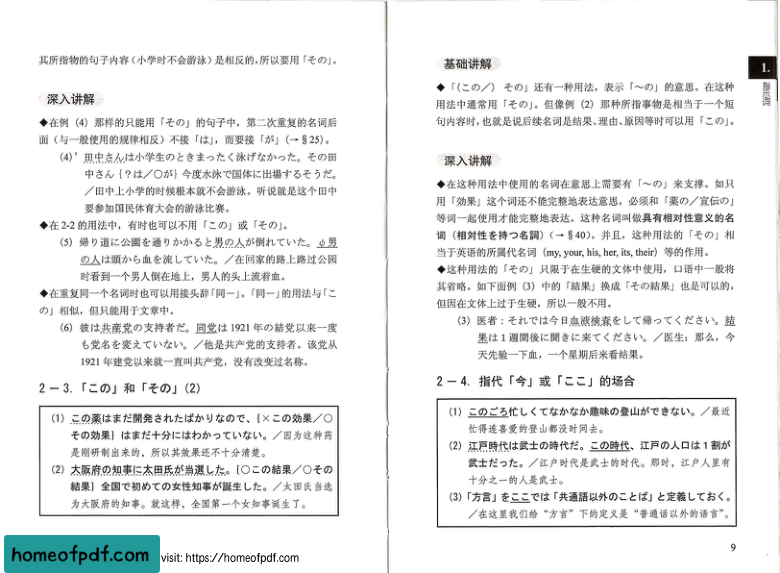 其所指物的句子内容（小学时不会游泳）是相反的，所以要用「その」。
深入讲解
◆在例（4）那样的只能用「その」的句子中，第二次重复的名词后
面（与一般使用的规律相反）不接「は」，而要接「が」（→§25）。
（4）’田中さんは小学生のときまったく泳げなかった。その田
中さん｛？は／○が｝今度水泳で国体に出場するそうだ。
／田中上小学的时候根本就不会游泳。听说就是这个田中
要参加国民体育大会的游泳比赛。
◆在2-2的用法中，有时也可以不用「この」或「その」。
（5）帰り道に公園を通りかかると男の人が倒れていた。φ男
の人は頭から血を流していた。／在回家的路上路过公园
时看到一个男人倒在地上，男人的头上流着血。
◆在重复同一个名词时也可以用接头辞「同－」。「同－」的用法与「こ
の」相似，但只能用于文章中。
（6）彼は共産党の支持者だ。同党は1921年の結党以来一度
も党名を変えていない。／他是共产党的支持者。该党从
1921年建党以来就一直叫共产党，没有改变过名称。
2－3.「この」和「その」（2）
（1）この薬はまだ開発されたばかりなので、｛×この効果／○
その効果｝はまだ十分にはわかっていない。／因为这种药
是刚研制出来的，所以其效果还不十分清楚。
（2）大阪府の知事に太田氏が当選した。｛○この結果／○その
結果｝全国で初めての女性知事が誕生した。／太田氏当选
为大阪府的知事。就这样，全国第一个女知事诞生了。
基础讲解
◆「（この／） その」还有一种用法，表示「～の」的意思。在这种
用法中通常用「その」。但像例（2）那种所指事物是相当于一个短
句内容时，也就是说后续名词是结果、理由、原因等时可以用「この」。
深入讲解
◆在这种用法中使用的名词在意思上需要有「～の」来支撑。如只
用「効果」这个词还不能完整地表达意思，必须和「薬の／宣伝の」
等词一起使用才能完整地表达。这种名词叫做具有相对性意义的名
词（相対性を持つ名詞）（→§40）。并且，这种用法的「その」相
当于英语的所属代名词（my, your, his, her, its, their）等的作用。
◆这种用法的「その」只限于在生硬的文体中使用，口语中一般将
其省略。如下面例（3）中的「結果」换成「その結果」也是可以的，
但因在文体上过于生硬，所以一般不用。
（3）医者：それでは今日血液検査をして帰ってください。結
果は1週間後に聞きに来てください。／医生：那么，今
天先验一下血，一个星期后来看结果。
2－4.指代「今」或「ここ」的场合
（1）このごろ忙しくてなかなか趣味の登山ができない。／最近
忙得连喜爱的登山都没时间去。
（2）江戸時代は武士の時代だ。この時代、江戸の人口は1割が
武士だった。／江户时代是武士的时代。那时，江户人里有
十分之一的人是武士。
（3）「方言」をここでは「共通語以外のことば」と定義しておく。
／在这里我们给“方言”下的定义是“普通话以外的语言”。
9
1.
指示词
homeofpdf.com
visit: https://homeofpdf.com